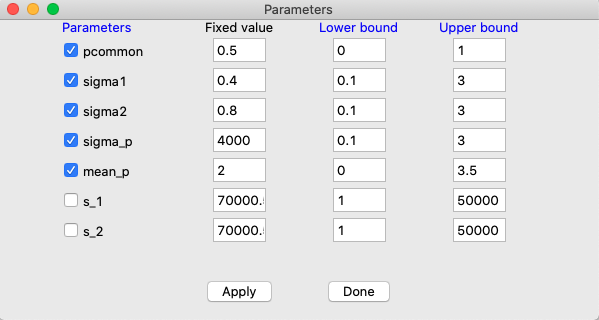 Parameters
Parameters Fixed value Lower bound Upper bound
pcommon 0.5 0 1
sigma1 0.4 0.1 3
sigma2 0.8 0.1 3
sigma_p 4000 0.1 3
mean_p 2 0 3.5
s_1 70000. 1 50000
s_2 70000. 1 50000
Apply Done